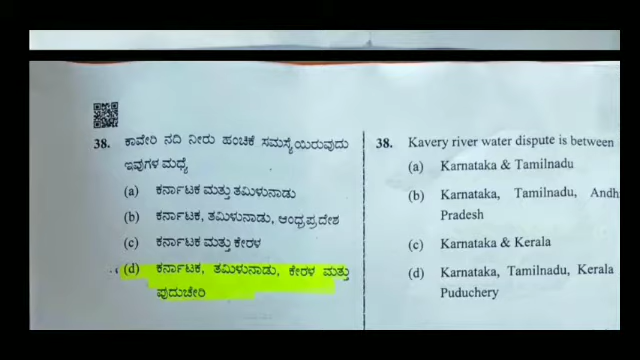 38. ಕಾವೇರಿ ನದಿ ನೀರು ಹಂಚಿಕೆ ಸಮಸ್ಯೆಯಿರುವುದು
ಇವುಗಳ ಮಧ್ಯೆ
(a) ಕರ್ನಾಟಕ ಮತ್ತು ತಮಿಳುನಾಡು
(b) ಕರ್ನಾಟಕ, ತಮಿಳುನಾಡು, ಆಂಧ್ರಪ್ರದೇಶ
(c) ಕರ್ನಾಟಕ ಮತ್ತು ಕೇರಳ
(d) ಕರ್ನಾಟಕ, ತಮಿಳುನಾಡು, ಕೇರಳ ಮತ್ತು
ಪುದುಚೇರಿ
38. Kavery river water dispute is between
(a) Karnataka & Tamilnadu
(b) Karnataka, Tamilnadu, Andh
Pradesh
(c) Karnataka & Kerala
(d) Karnataka, Tamilnadu, Kerala
Puduchery